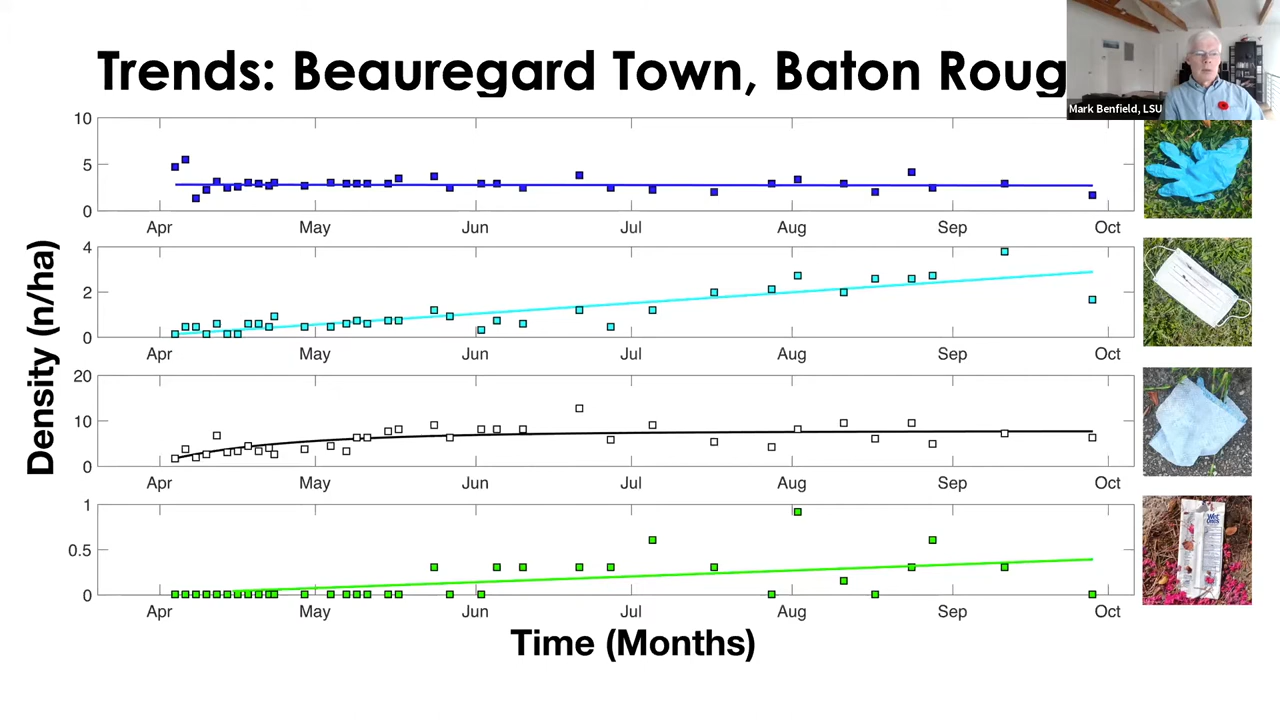 Trends: Beauregard Town, Baton Roug
Mark Benfield, LSU
Density (n/ha)
10
5
0
Apr May Jun Jul Aug Sep Oct
4
2
0
Apr May Jun Jul Aug Sep Oct
20
10
0
Apr May Jun Jul Aug Sep Oct
1
0.5
0
Apr May Jun Jul Aug Sep Oct
Time (Months)
Wet
Ones